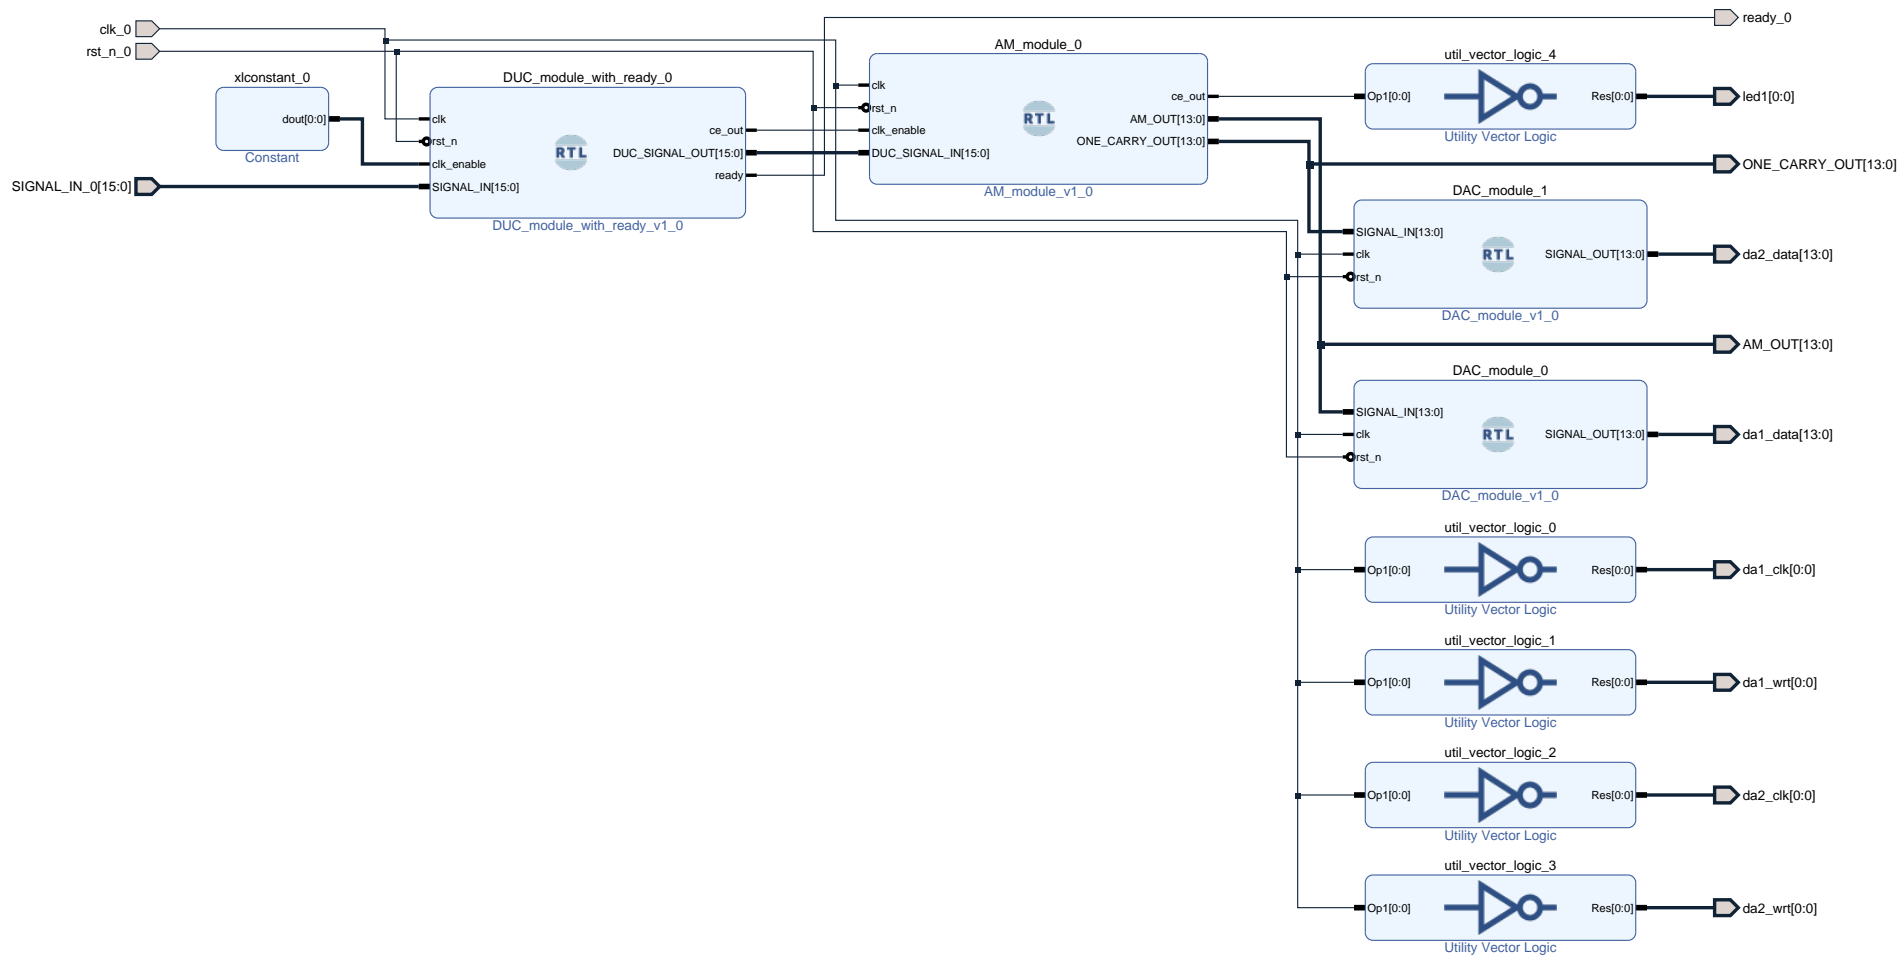 clk_0
rst_n_0
SIGNAL_IN_0[15:0]
xlconstant_0
dout[0:0]
Constant
DUC_module_with_ready_0
clk
rst_n
clk_enable
SIGNAL_IN[15:0]
RTL
ce_out
DUC_SIGNAL_OUT[15:0]
ready
DUC_module_with_ready_v1_0
AM_module_0
clk
rst_n
clk_enable
DUC_SIGNAL_IN[15:0]
RTL
ce_out
AM_OUT[13:0]
ONE_CARRY_OUT[13:0]
AM_module_v1_0
ready_0
util_vector_logic_4
Op1[0:0]
Res[0:0]
Utility Vector Logic
led1[0:0]
ONE_CARRY_OUT[13:0]
DAC_module_1
SIGNAL_IN[13:0]
clk
rst_n
RTL
SIGNAL_OUT[13:0]
DAC_module_v1_0
da2_data[13:0]
AM_OUT[13:0]
DAC_module_0
SIGNAL_IN[13:0]
clk
rst_n
RTL
SIGNAL_OUT[13:0]
DAC_module_v1_0
da1_data[13:0]
util_vector_logic_0
Op1[0:0]
Res[0:0]
Utility Vector Logic
da1_clk[0:0]
util_vector_logic_1
Op1[0:0]
Res[0:0]
Utility Vector Logic
da1_wrt[0:0]
util_vector_logic_2
Op1[0:0]
Res[0:0]
Utility Vector Logic
da2_clk[0:0]
util_vector_logic_3
Op1[0:0]
Res[0:0]
Utility Vector Logic
da2_wrt[0:0]